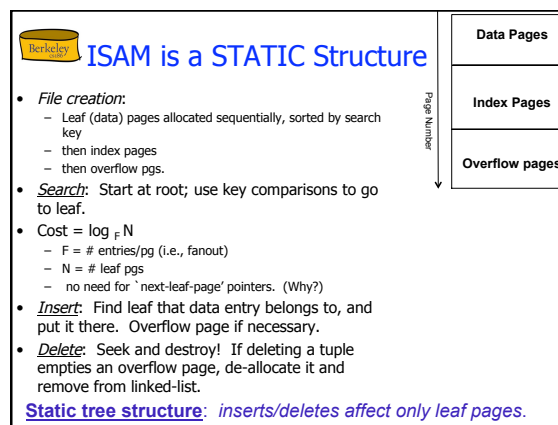 Berkeley
cs186
ISAM is a STATIC Structure
• File creation:
– Leaf (data) pages allocated sequentially, sorted by search
key
– then index pages
– then overflow pgs.
• Search: Start at root; use key comparisons to go
to leaf.
• Cost = log F N
– F = # entries/pg (i.e., fanout)
– N = # leaf pgs
– no need for `next-leaf-page' pointers. (Why?)
• Insert: Find leaf that data entry belongs to, and
put it there. Overflow page if necessary.
• Delete: Seek and destroy! If deleting a tuple
empties an overflow page, de-allocate it and
remove from linked-list.
Static tree structure: inserts/deletes affect only leaf pages.
Page Number
Data Pages
Index Pages
Overflow pages